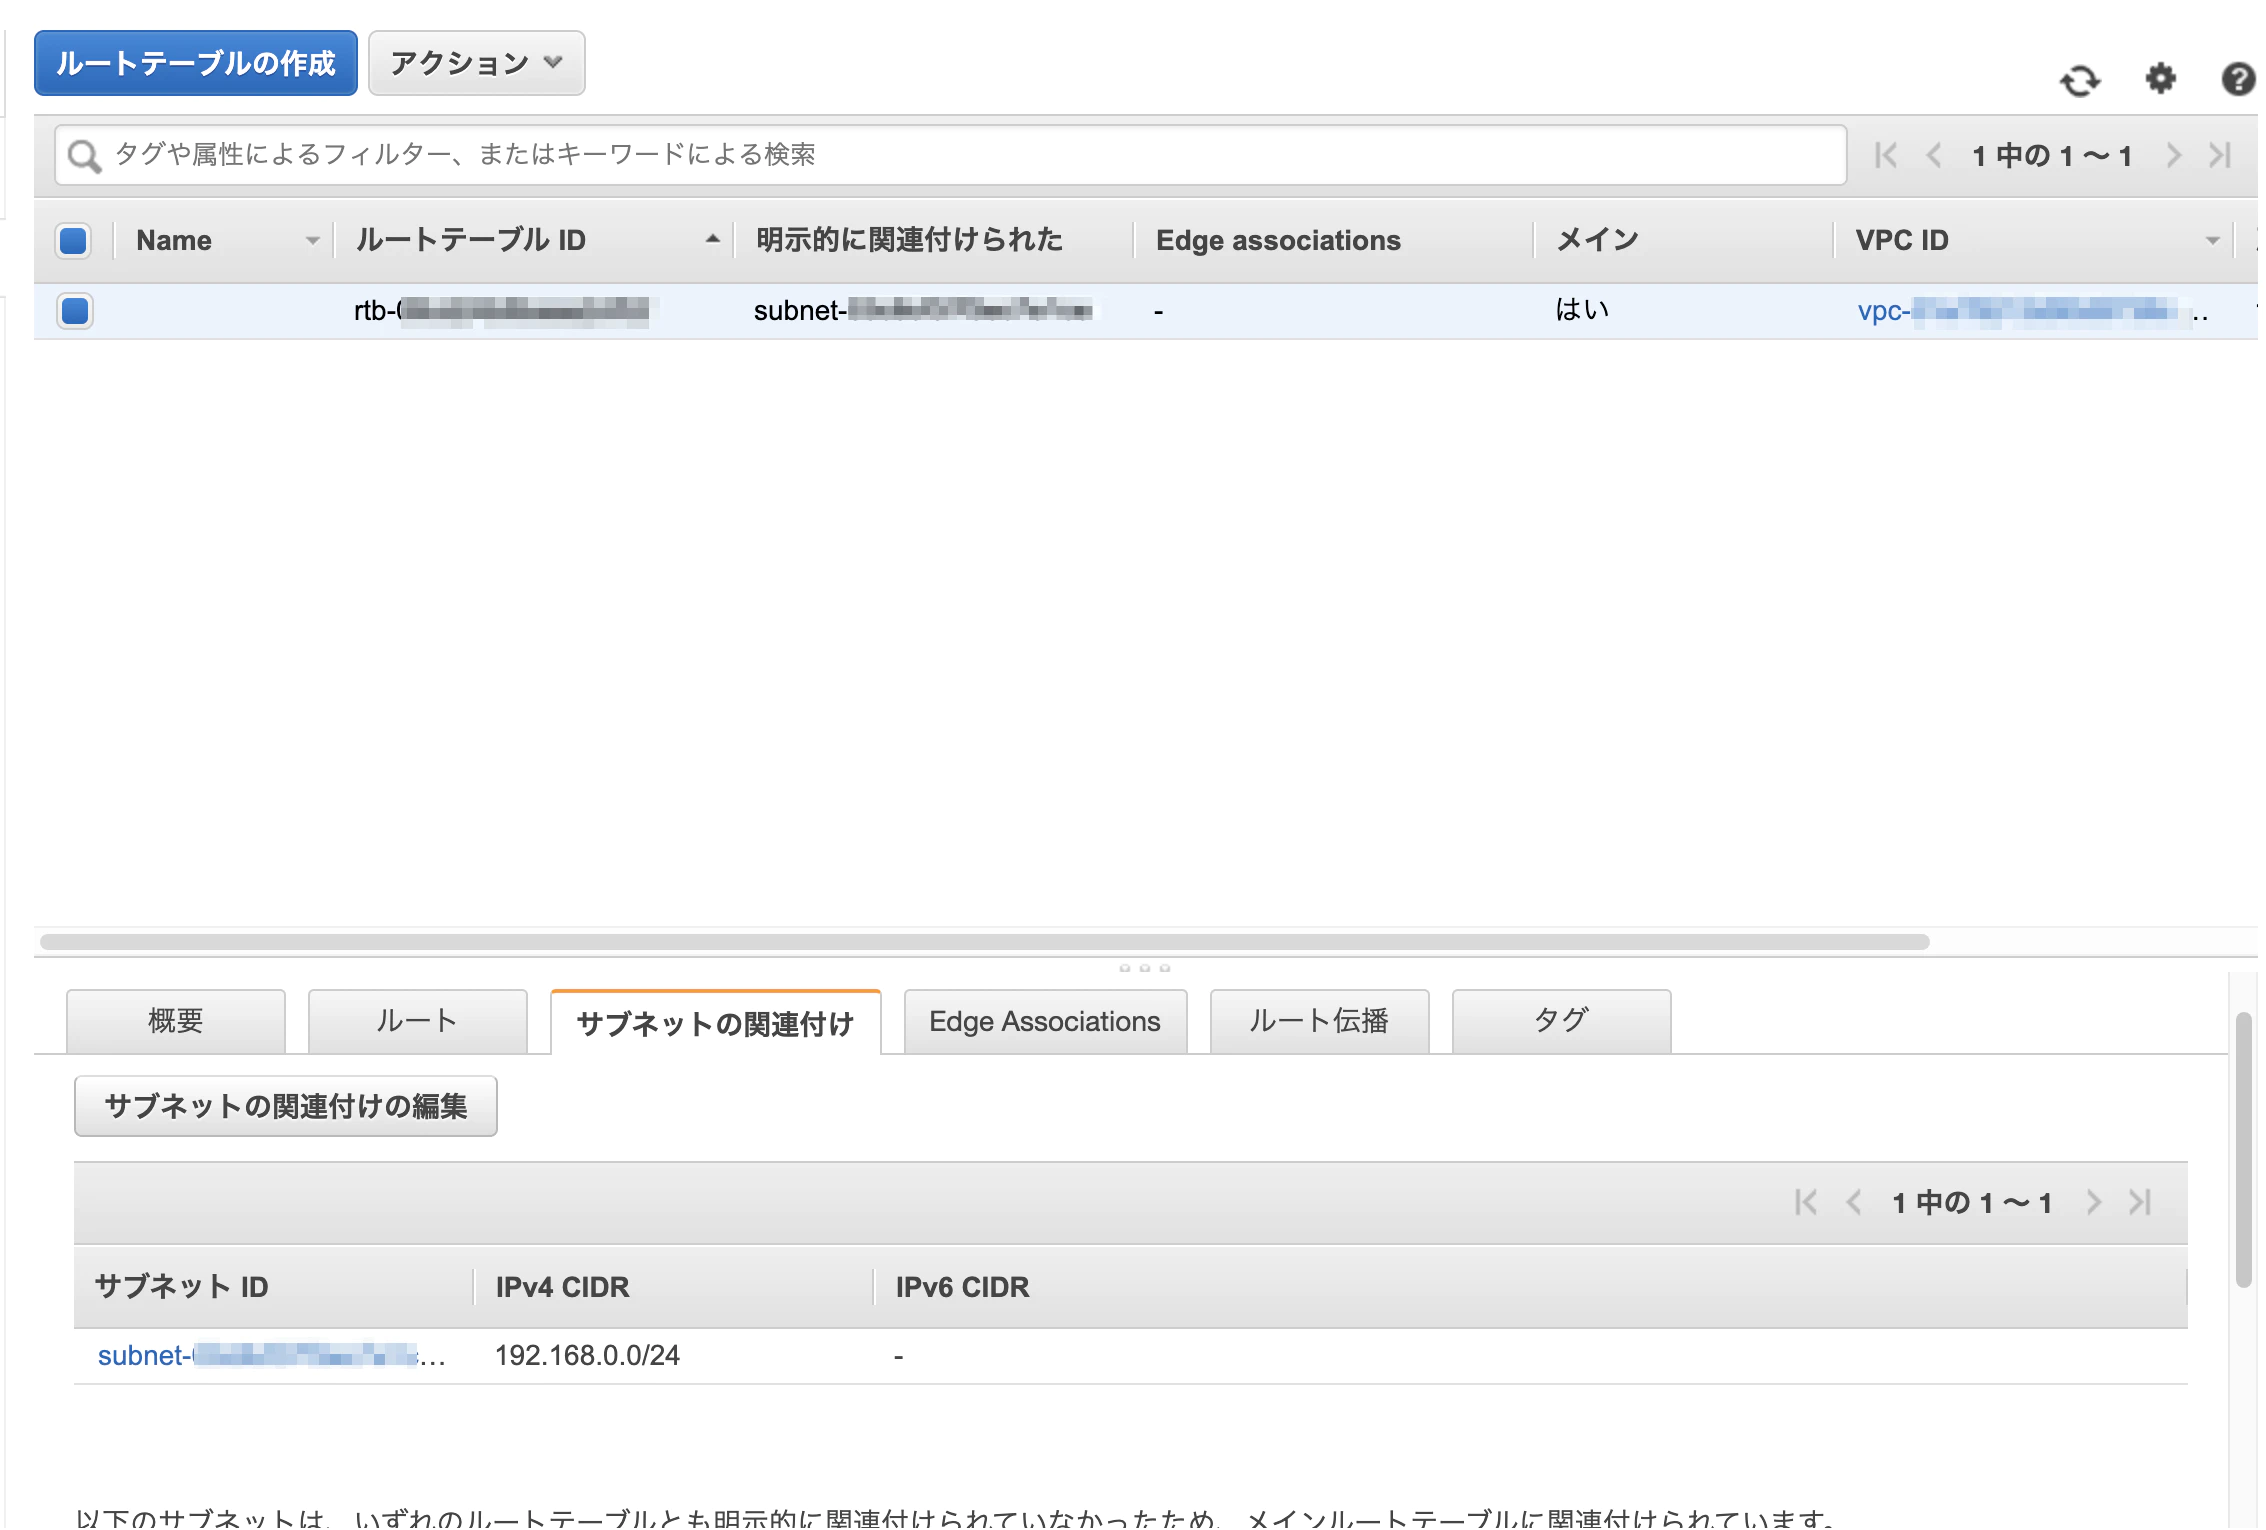 ルートテーブルの作成 アクション
タグや属性によるフィルター、またはキーワードによる検索 1 中の 1 〜 1
Name ルートテーブル ID 明示的に関連付けられた Edge associations メイン VPC ID
rtb- subnet- - はい vpc- ..
概要 ルート サブネットの関連付け Edge Associations ルート伝播 タグ
サブネットの関連付けの編集
1 中の 1 〜 1
サブネット ID IPv4 CIDR IPv6 CIDR
subnet- ... 192.168.0.0/24 -
以下のサブネットは、いずれのルートテーブルとも明示的に関連付けられていなかったため、メインルートテーブルに関連付けられています。